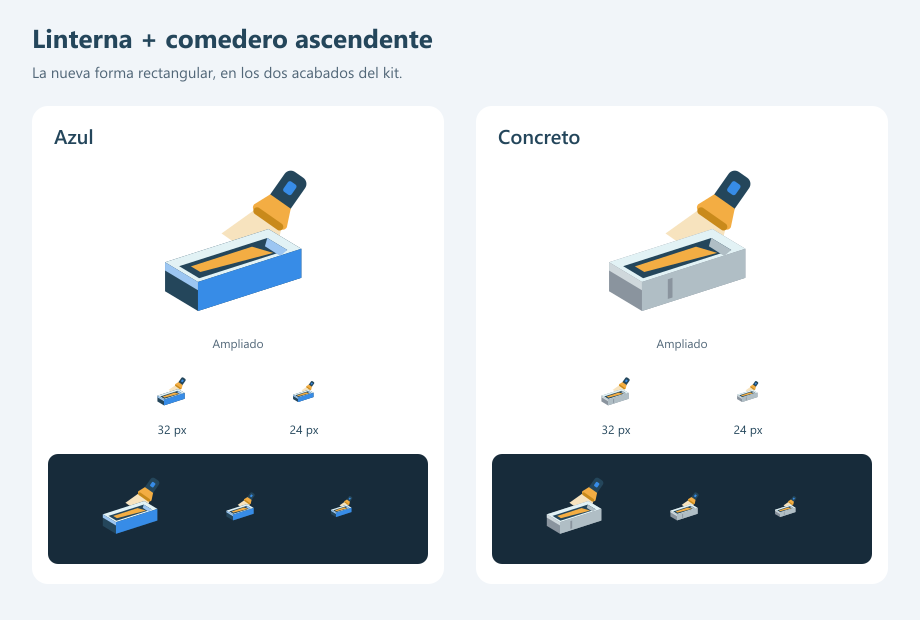 Linterna + comedero ascendente
La nueva forma rectangular, en los dos acabados del kit.
Azul
Ampliado
32 px
24 px
Concreto
Ampliado
32 px
24 px